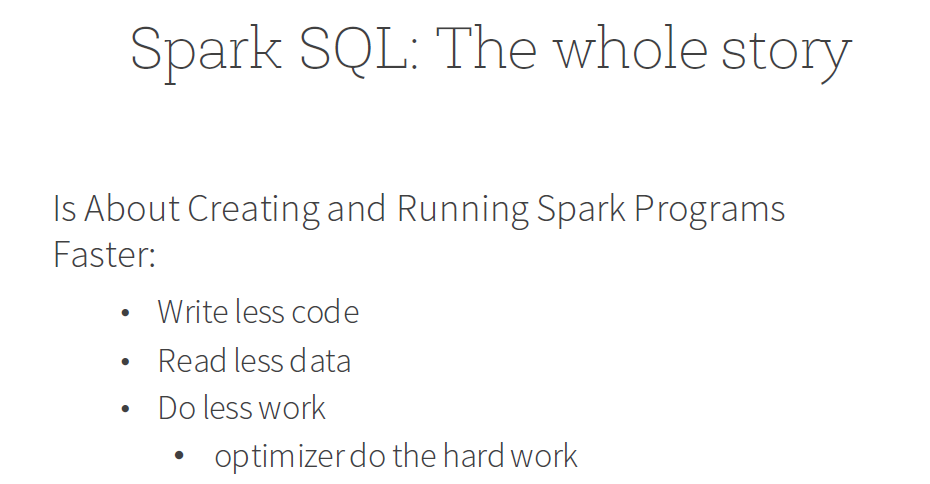 Spark SQL: The whole story
Is About Creating and Running Spark Programs
Faster:
• Write less code
• Read less data
• Do less work
• optimizer do the hard work